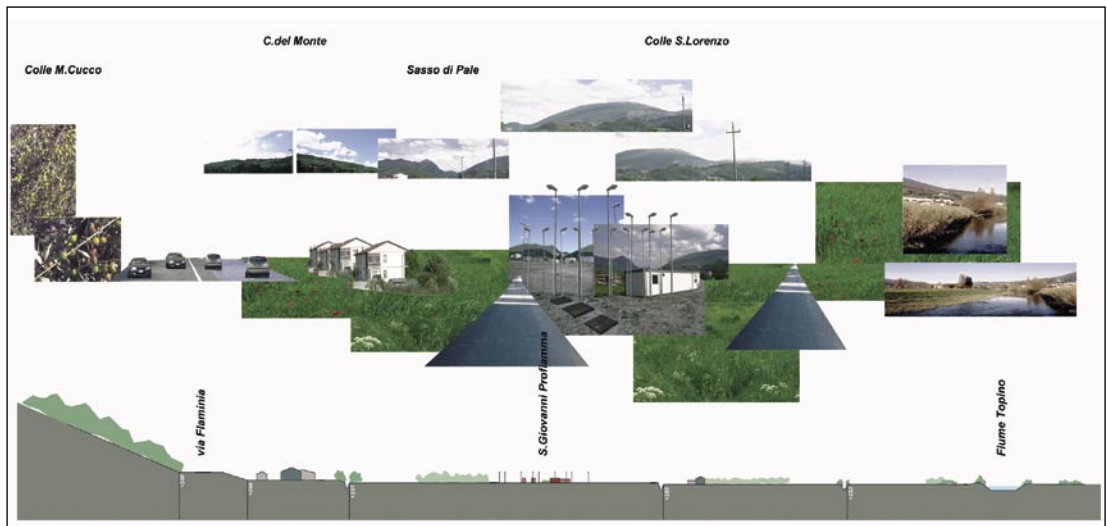 C.del Monte
Colle S.Lorenzo
Colle M.Cucco
Sasso di Pale
via Flaminia
S.Giovanni Profiamma
Fiume Topino